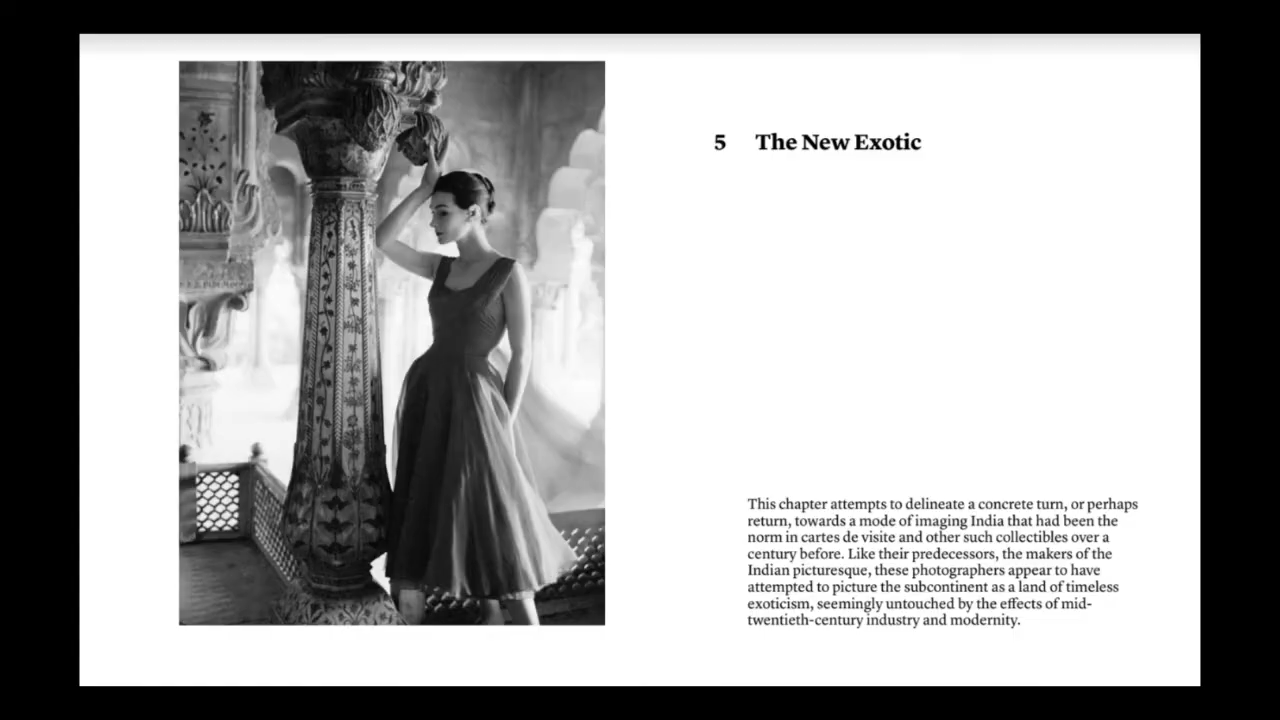 5 The New Exotic
This chapter attempts to delineate a concrete turn, or perhaps
return, towards a mode of imaging India that had been the
norm in cartes de visite and other such collectibles over a
century before. Like their predecessors, the makers of the
Indian picturesque, these photographers appear to have
attempted to picture the subcontinent as a land of timeless
exoticism, seemingly untouched by the effects of mid-
twentieth-century industry and modernity.